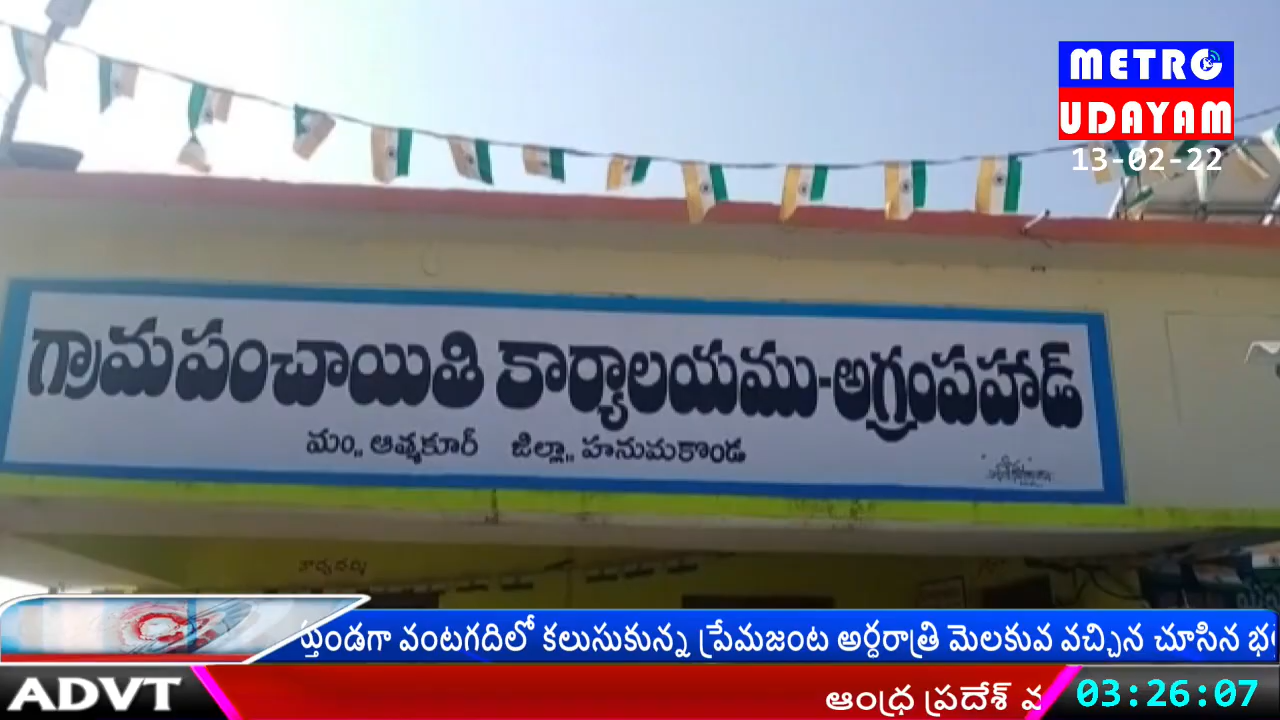 METRO
UDAYAM
13-02-22
గ్రామపంచాయితి కార్యాలయము-అగ్రంపహాడ్
మం.. ఆత్మకూర్ జిల్లా.. హనుమకొండ
వంటగదిలో కలుసుకున్న ప్రేమజంట అర్ధరాత్రి మెలకువ వచ్చిన చూసిన
ADVT
ఆంధ్ర ప్రదేశ్
03:26:07